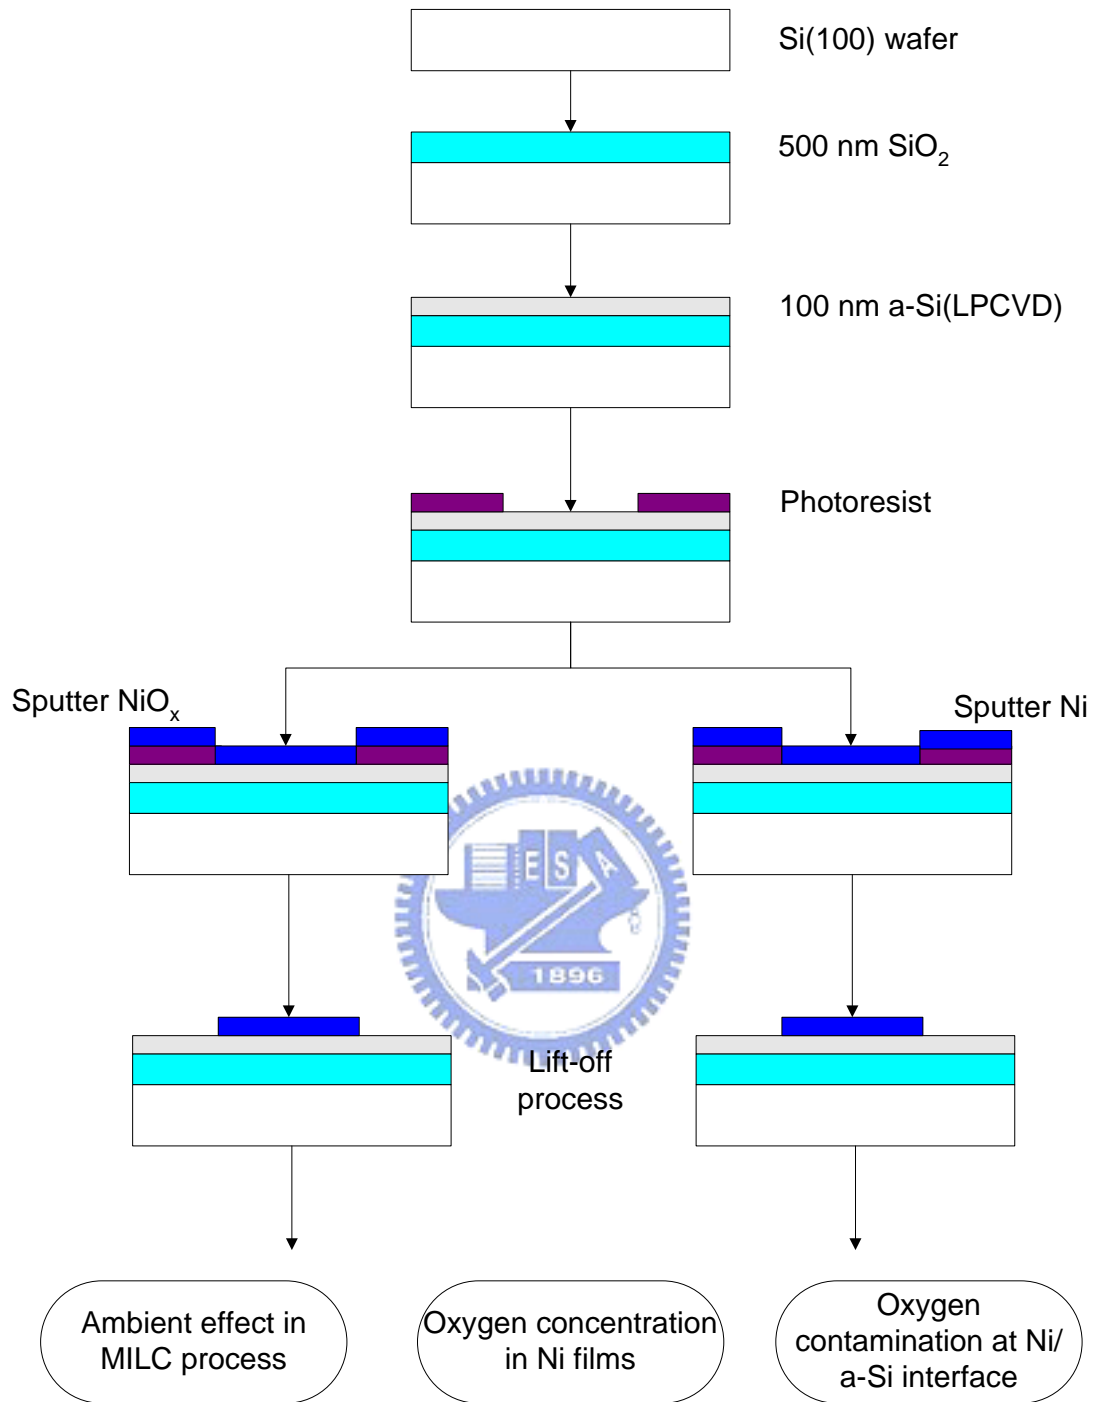 Si(100) wafer
500 nm SiO₂
100 nm a-Si(LPCVD)
Photoresist
Sputter NiOₓ
Sputter Ni
E S A
1896
Lift-off
process
Ambient effect in
MILC process
Oxygen concentration
in Ni films
Oxygen
contamination at Ni/
a-Si interface